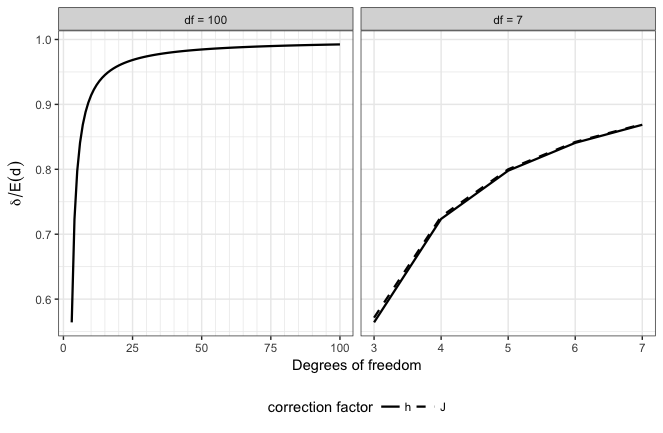 df = 100
df = 7
1.0
0.9
0.8
0.7
0.6
δ/E(d)
0 25 50 75 100
3 4 5 6 7
Degrees of freedom
correction factor h J